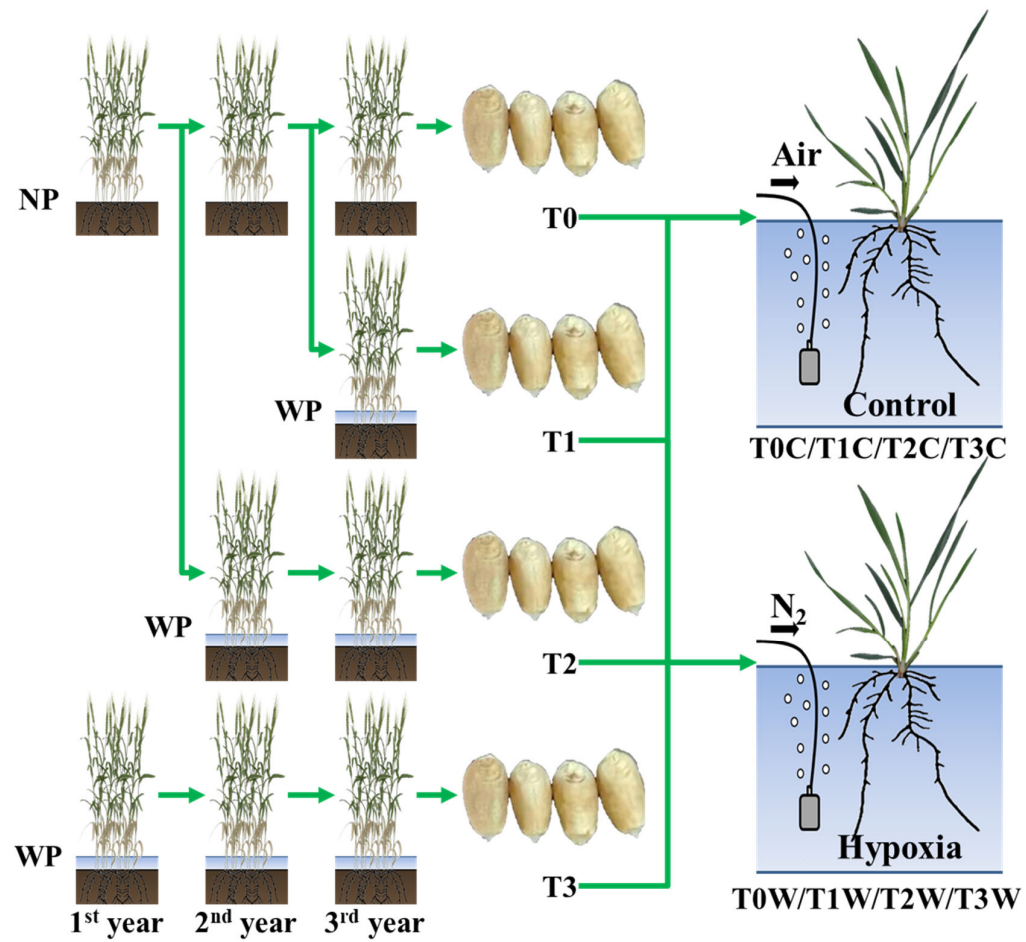 NP
T0
Air
WP
T1
Control
T0C/T1C/T2C/T3C
WP
T2
N₂
WP
T3
Hypoxia
T0W/T1W/T2W/T3W
1ˢᵗ year
2ⁿᵈ year
3ʳᵈ year